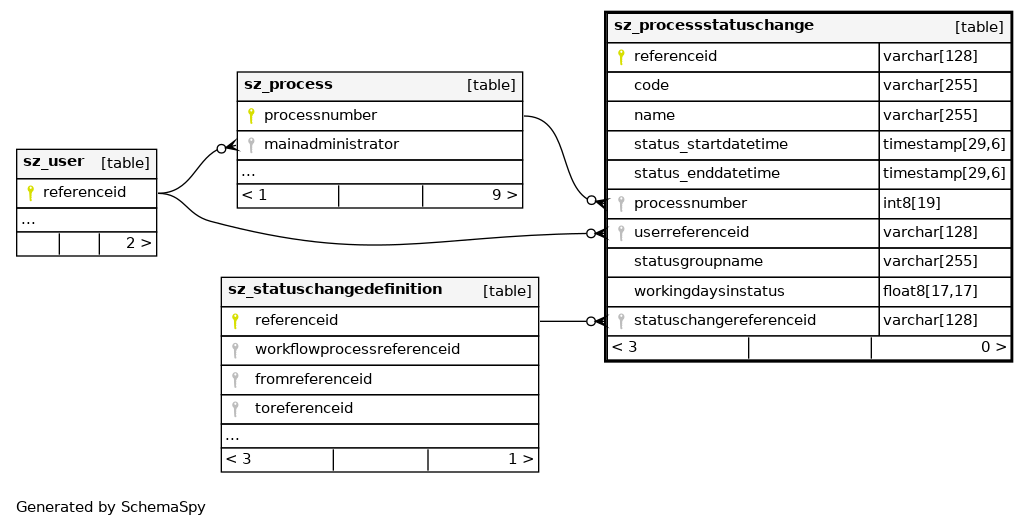 sz_user [table]
referenceid
...
2 >
sz_process [table]
processnumber
mainadministrator
...
< 1 9 >
sz_statuschangedefinition [table]
referenceid
workflowprocessreferenceid
fromreferenceid
toreferenceid
...
< 3 1 >
sz_processstatuschange [table]
referenceid varchar[128]
code varchar[255]
name varchar[255]
status_startdatetime timestamp[29,6]
status_enddatetime timestamp[29,6]
processnumber int8[19]
userreferenceid varchar[128]
statusgroupname varchar[255]
workingdaysinstatus float8[17,17]
statuschangereferenceid varchar[128]
< 3 0 >
Generated by SchemaSpy